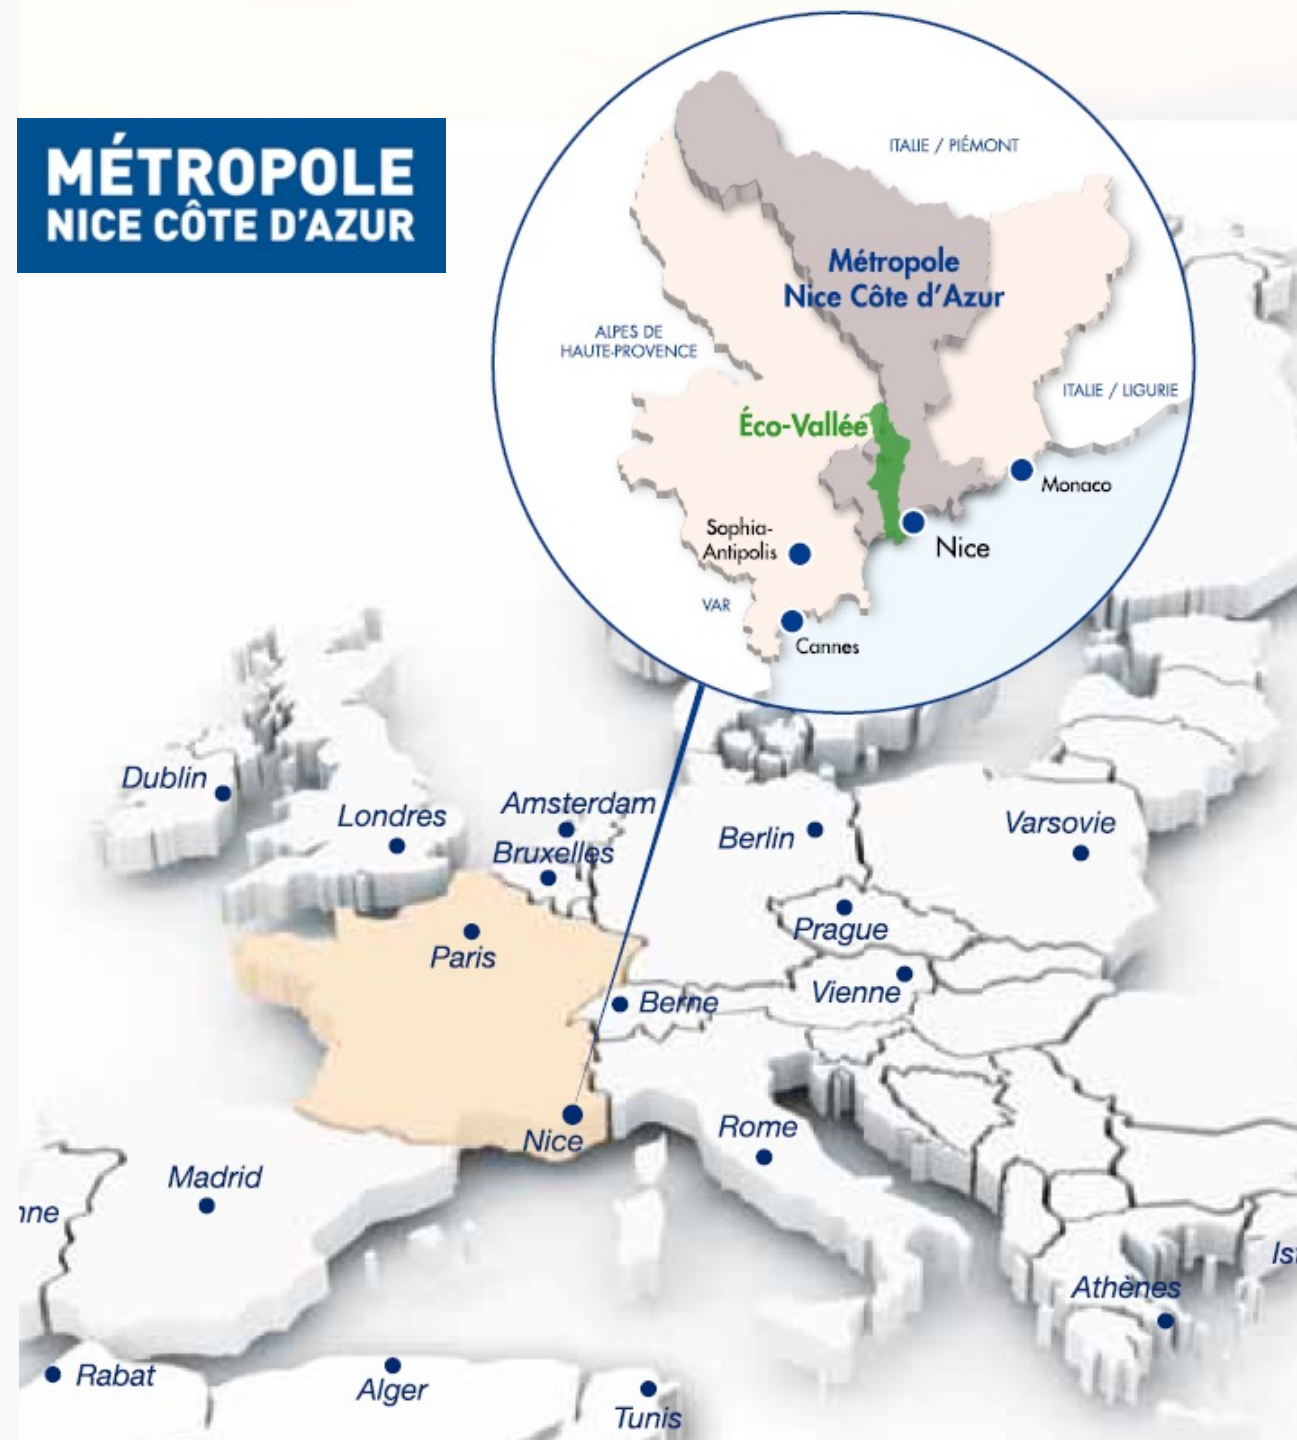 MÉTROPOLE
NICE CÔTE D'AZUR
ITALIE / PIÉMONT
Métropole
Nice Côte d'Azur
ALPES DE
HAUTE-PROVENCE
ITALIE / LIGURIE
Éco-Vallée
Monaco
Sophia-
Antipolis
Nice
VAR
Cannes
Dublin
Londres
Amsterdam
Bruxelles
Berlin
Varsovie
Paris
Prague
Berne
Vienne
Nice
Rome
Madrid
nne
Ist
Athènes
Rabat
Alger
Tunis